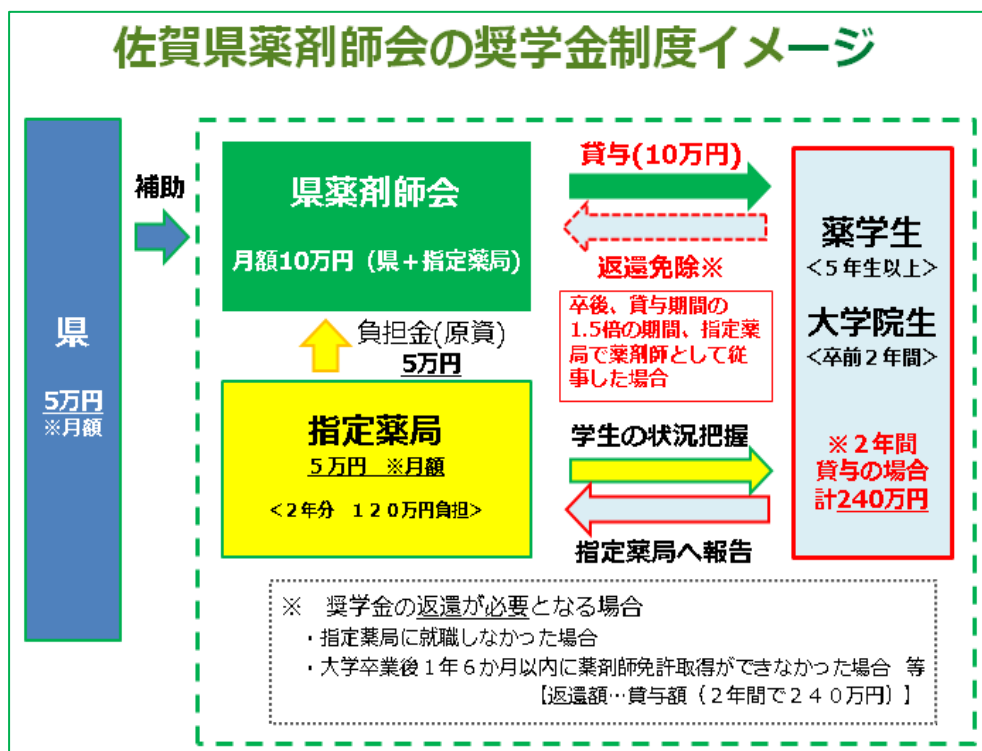 佐賀県薬剤師会の奨学金制度イメージ
県
5万円
※月額
補助
県薬剤師会
月額10万円（県＋指定薬局）
負担金(原資)
5万円
指定薬局
５万円　※月額
＜２年分　１２０万円負担＞
貸与(10万円)
返還免除※
卒後、貸与期間の
1.5倍の期間、指定薬
局で薬剤師として従
事した場合
学生の状況把握
指定薬局へ報告
薬学生
＜５年生以上＞
大学院生
＜卒前２年間＞
※２年間
貸与の場合
計240万円
※　奨学金の返還が必要となる場合
・指定薬局に就職しなかった場合
・大学卒業後１年６か月以内に薬剤師免許取得ができなかった場合　等
【返還額…貸与額（２年間で２４０万円）】